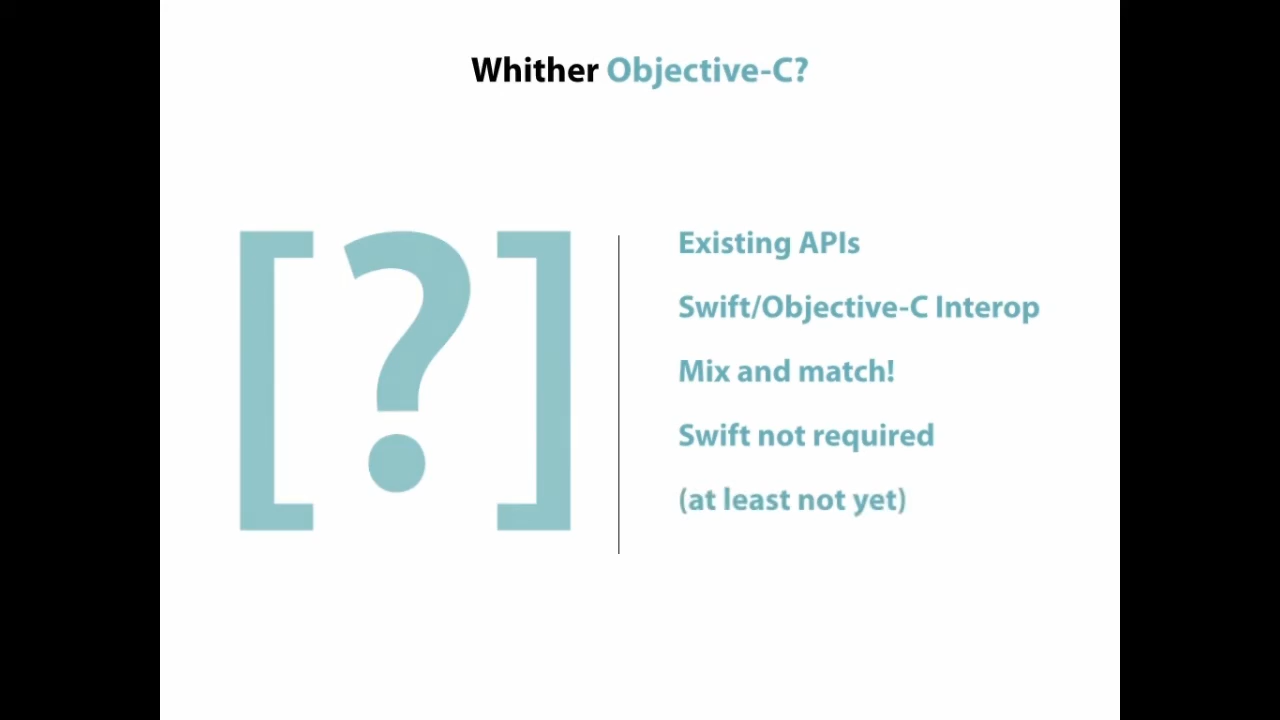 Whither Objective-C?
[?]
Existing APIs
Swift/Objective-C Interop
Mix and match!
Swift not required
(at least not yet)